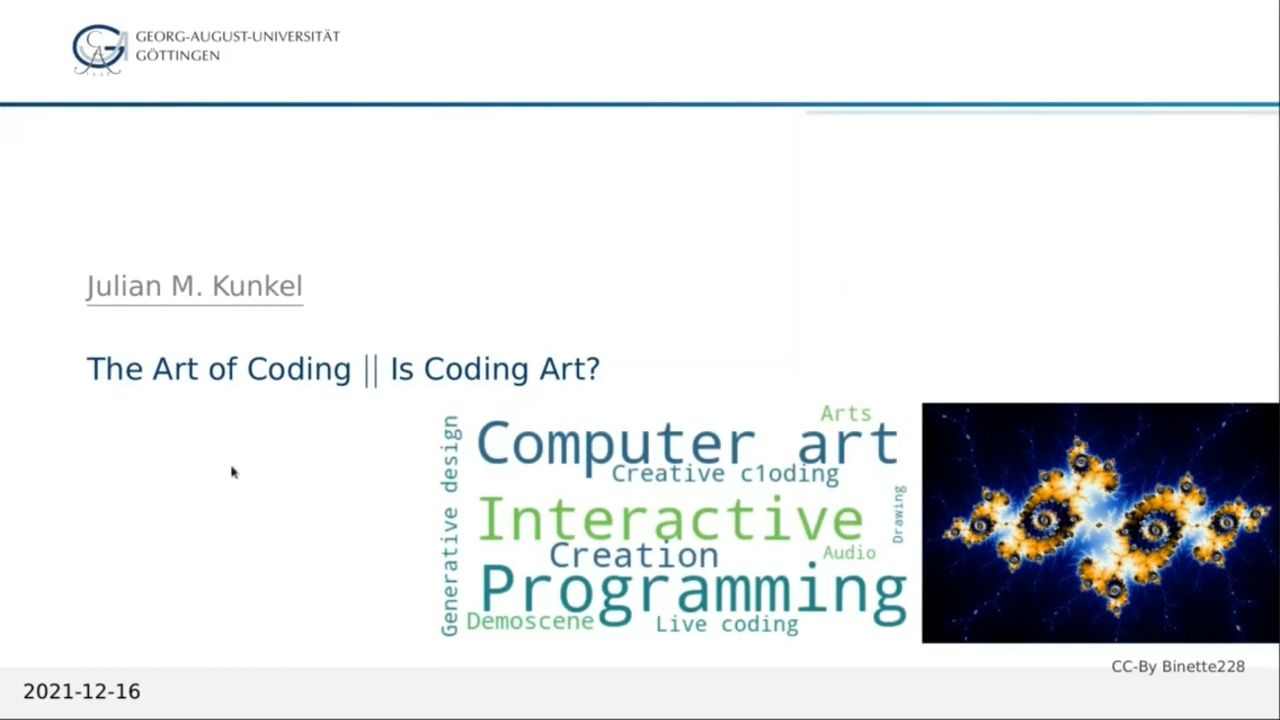 GEORG-AUGUST-UNIVERSITÄT
GÖTTINGEN
Julian M. Kunkel
The Art of Coding || Is Coding Art?
Generative design
Computer art
Arts
Creative c1oding
Interactive
Drawing
Creation
Audio
Programming
Demoscene
Live coding
CC-By Binette228
2021-12-16